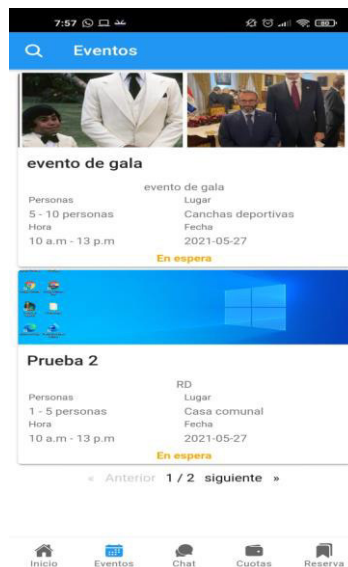 7:57
Eventos
evento de gala
evento de gala
Personas Lugar
5 - 10 personas Canchas deportivas
Hora Fecha
10 a.m - 13 p.m 2021-05-27
En espera
Prueba 2
RD
Personas Lugar
1 - 5 personas Casa comunal
Hora Fecha
10 a.m - 13 p.m 2021-05-27
En espera
« Anterior 1 / 2 siguiente »
Inicio Eventos Chat Cuotas Reserva